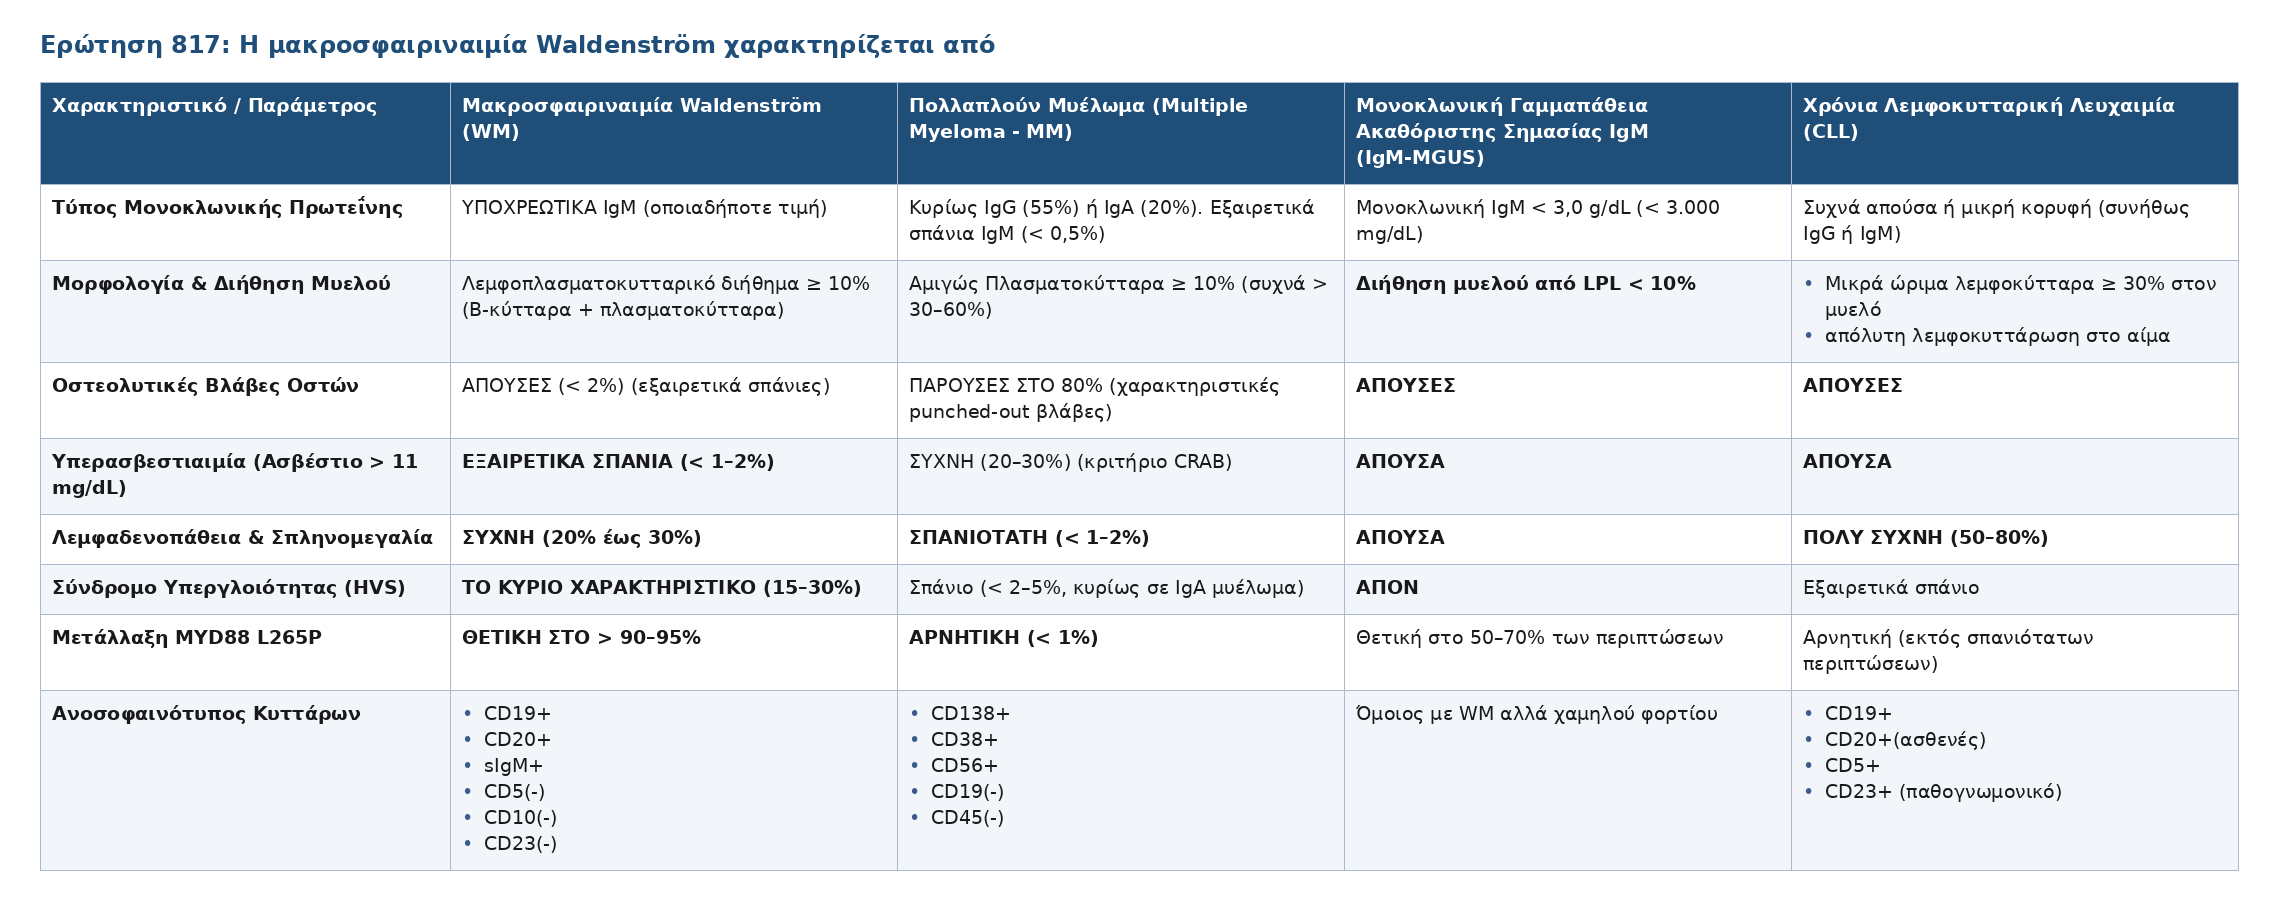 Ερώτηση 817: Η μακροσφαιριναιμία Waldenström χαρακτηρίζεται από
Χαρακτηριστικό / Παράμετρος
Μακροσφαιριναιμία Waldenström
(WM)
Πολλαπλούν Μυέλωμα (Multiple
Myeloma - MM)
Μονοκλωνική Γαμμαπάθεια
Ακαθόριστης Σημασίας IgM
(IgM-MGUS)
Χρόνια Λεμφοκυτταρική Λευχαιμία
(CLL)
Τύπος Μονοκλωνικής Πρωτεΐνης
ΥΠΟΧΡΕΩΤΙΚΑ IgM (οποιαδήποτε τιμή)
Κυρίως IgG (55%) ή IgA (20%). Εξαιρετικά
σπάνια IgM (< 0,5%)
Μονοκλωνική IgM < 3,0 g/dL (< 3.000
mg/dL)
Συχνά απούσα ή μικρή κορυφή (συνήθως
IgG ή IgM)
Μορφολογία & Διήθηση Μυελού
Λεμφοπλασματοκυτταρικό διήθημα ≥ 10%
(Β-κύτταρα + πλασματοκύτταρα)
Αμιγώς Πλασματοκύτταρα ≥ 10% (συχνά >
30–60%)
Διήθηση μυελού από LPL < 10%
• Μικρά ώριμα λεμφοκύτταρα ≥ 30% στον
μυελό
• απόλυτη λεμφοκυττάρωση στο αίμα
Οστεολυτικές Βλάβες Οστών
ΑΠΟΥΣΕΣ (< 2%) (εξαιρετικά σπάνιες)
ΠΑΡΟΥΣΕΣ ΣΤΟ 80% (χαρακτηριστικές
punched-out βλάβες)
ΑΠΟΥΣΕΣ
ΑΠΟΥΣΕΣ
Υπερασβεστιαιμία (Ασβέστιο > 11
mg/dL)
ΕΞΑΙΡΕΤΙΚΑ ΣΠΑΝΙΑ (< 1–2%)
ΣΥΧΝΗ (20–30%) (κριτήριο CRAB)
ΑΠΟΥΣΑ
ΑΠΟΥΣΑ
Λεμφαδενοπάθεια & Σπληνομεγαλία
ΣΥΧΝΗ (20% έως 30%)
ΣΠΑΝΙΟΤΑΤΗ (< 1–2%)
ΑΠΟΥΣΑ
ΠΟΛΥ ΣΥΧΝΗ (50–80%)
Σύνδρομο Υπεργλοιότητας (HVS)
ΤΟ ΚΥΡΙΟ ΧΑΡΑΚΤΗΡΙΣΤΙΚΟ (15–30%)
Σπάνιο (< 2–5%, κυρίως σε IgA μυέλωμα)
ΑΠΟΝ
Εξαιρετικά σπάνιο
Μετάλλαξη MYD88 L265P
ΘΕΤΙΚΗ ΣΤΟ > 90–95%
ΑΡΝΗΤΙΚΗ (< 1%)
Θετική στο 50–70% των περιπτώσεων
Αρνητική (εκτός σπανιότατων
περιπτώσεων)
Ανοσοφαινότυπος Κυττάρων
• CD19+
• CD20+
• sIgM+
• CD5(-)
• CD10(-)
• CD23(-)
• CD138+
• CD38+
• CD56+
• CD19(-)
• CD45(-)
Όμοιος με WM αλλά χαμηλού φορτίου
• CD19+
• CD20+(ασθενές)
• CD5+
• CD23+ (παθογνωμονικό)